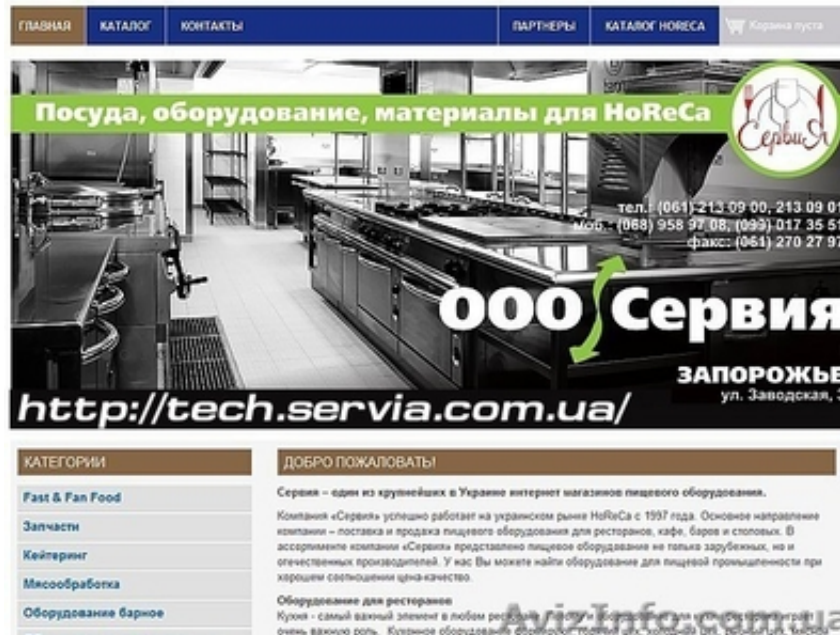 ГЛАВНАЯ КАТАЛОГ КОНТАКТЫ ПАРТНЕРЫ КАТАЛОГ HORECA Корзина пуста
Посуда, оборудование, материалы для HoReCa
СервиЯ
тел.: (061) 213 09 00, 213 09 01
моб.: (068) 958 97 08, (099) 017 35 51
факс: (061) 270 27 97
ООО Сервия
ЗАПОРОЖЬЕ
ул. Заводская,
http://tech.servia.com.ua/
КАТЕГОРИИ
Fast & Fan Food
Запчасти
Кейтеринг
Мясообработка
Оборудование барное
ДОБРО ПОЖАЛОВАТЬ!
Сервия – один из крупнейших в Украине интернет магазинов пищевого оборудования.
Компания «Сервия» успешно работает на украинском рынке HoReCa с 1997 года. Основное направление
компании – поставка и продажа пищевого оборудования для ресторанов, кафе, баров и столовых. В
ассортименте компании «Сервия» представлено пищевое оборудование не только зарубежных, но и
отечественных производителей. У нас Вы можете найти оборудование для пищевой промышленности при
хорошем соотношении цена-качество.
Оборудование для ресторанов
Кухня - самый важный элемент в любом
очень важную роль. Кухонное оборудование
AvizInfo.com.ua